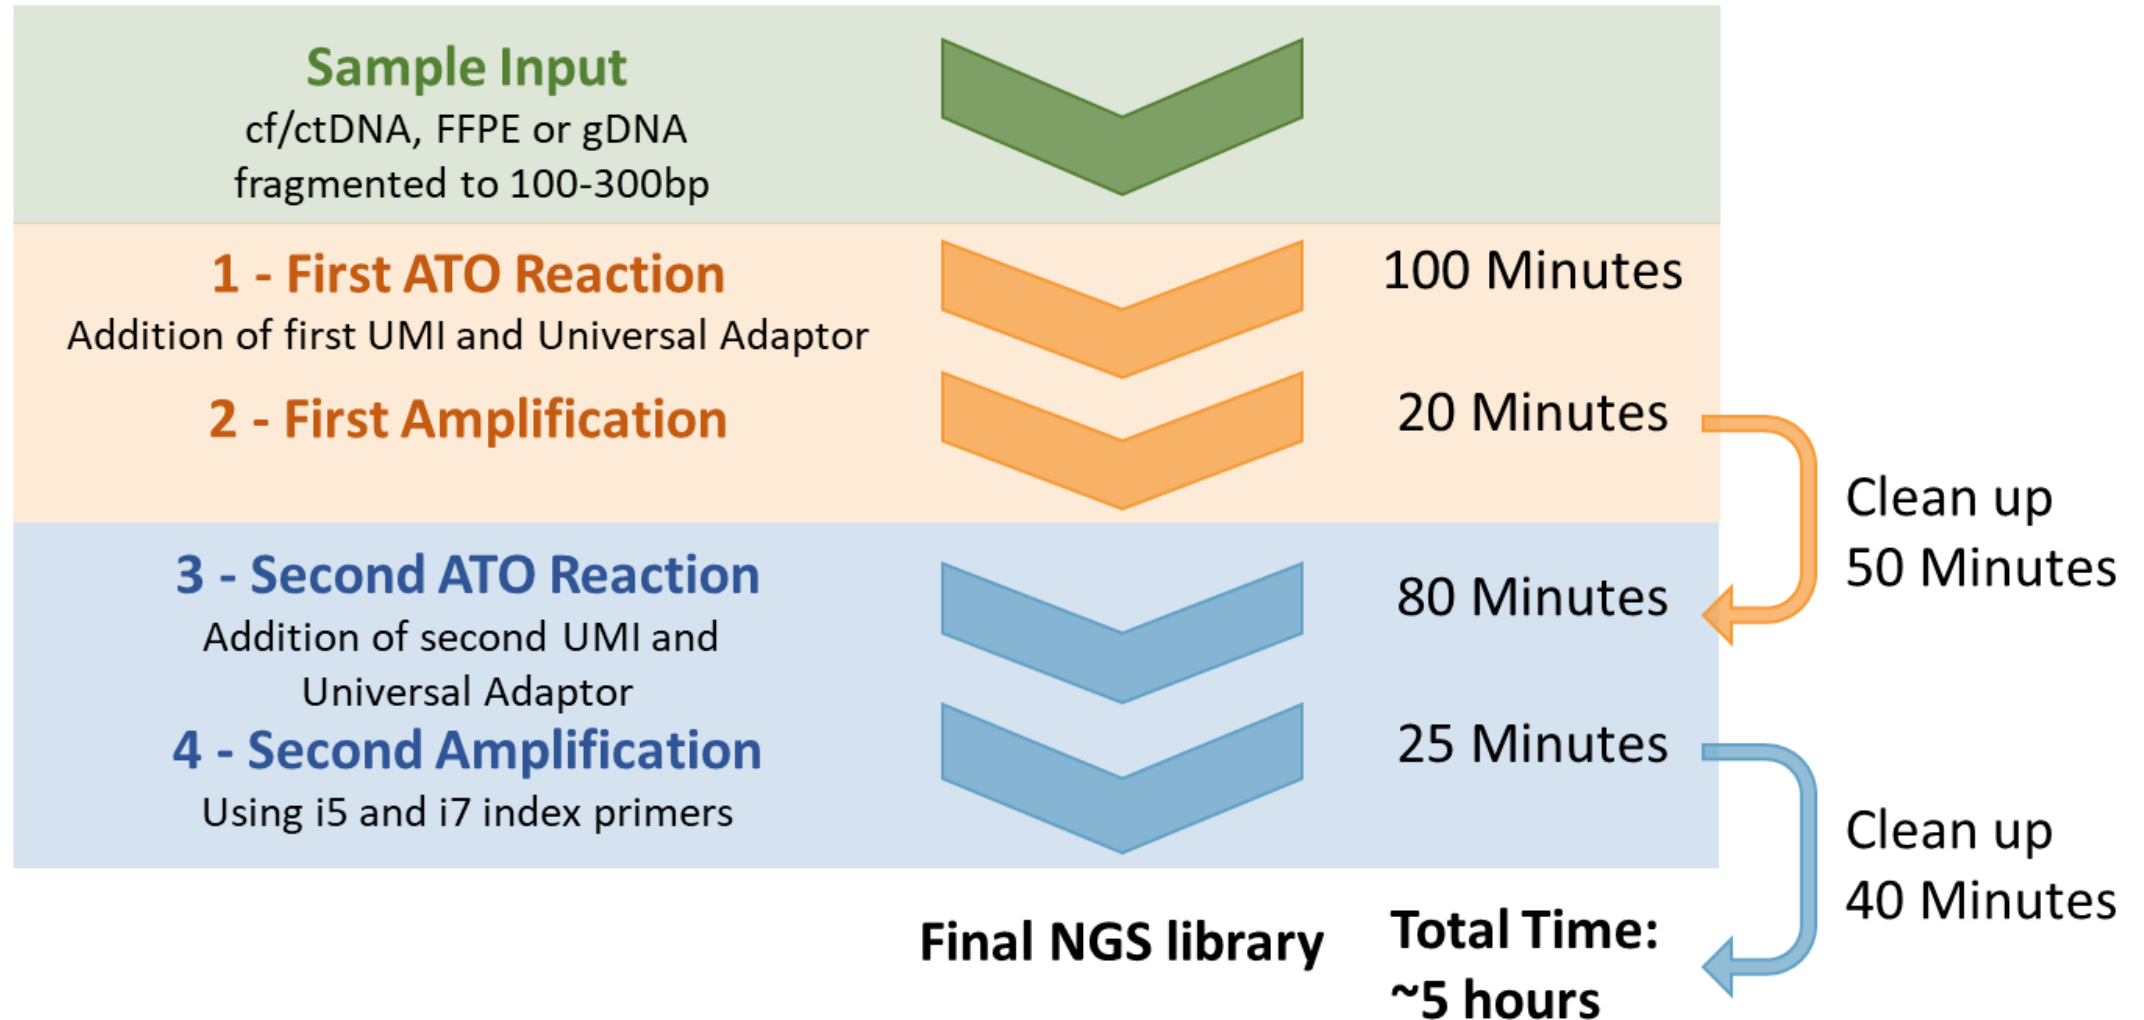 Sample Input
cf/ctDNA, FFPE or gDNA
fragmented to 100-300bp
1 - First ATO Reaction
100 Minutes
Addition of first UMI and Universal Adaptor
2 - First Amplification
20 Minutes
Clean up
50 Minutes
3 - Second ATO Reaction
80 Minutes
Addition of second UMI and
Universal Adaptor
4 - Second Amplification
25 Minutes
Using i5 and i7 index primers
Clean up
40 Minutes
Final NGS library
Total Time:
~5 hours